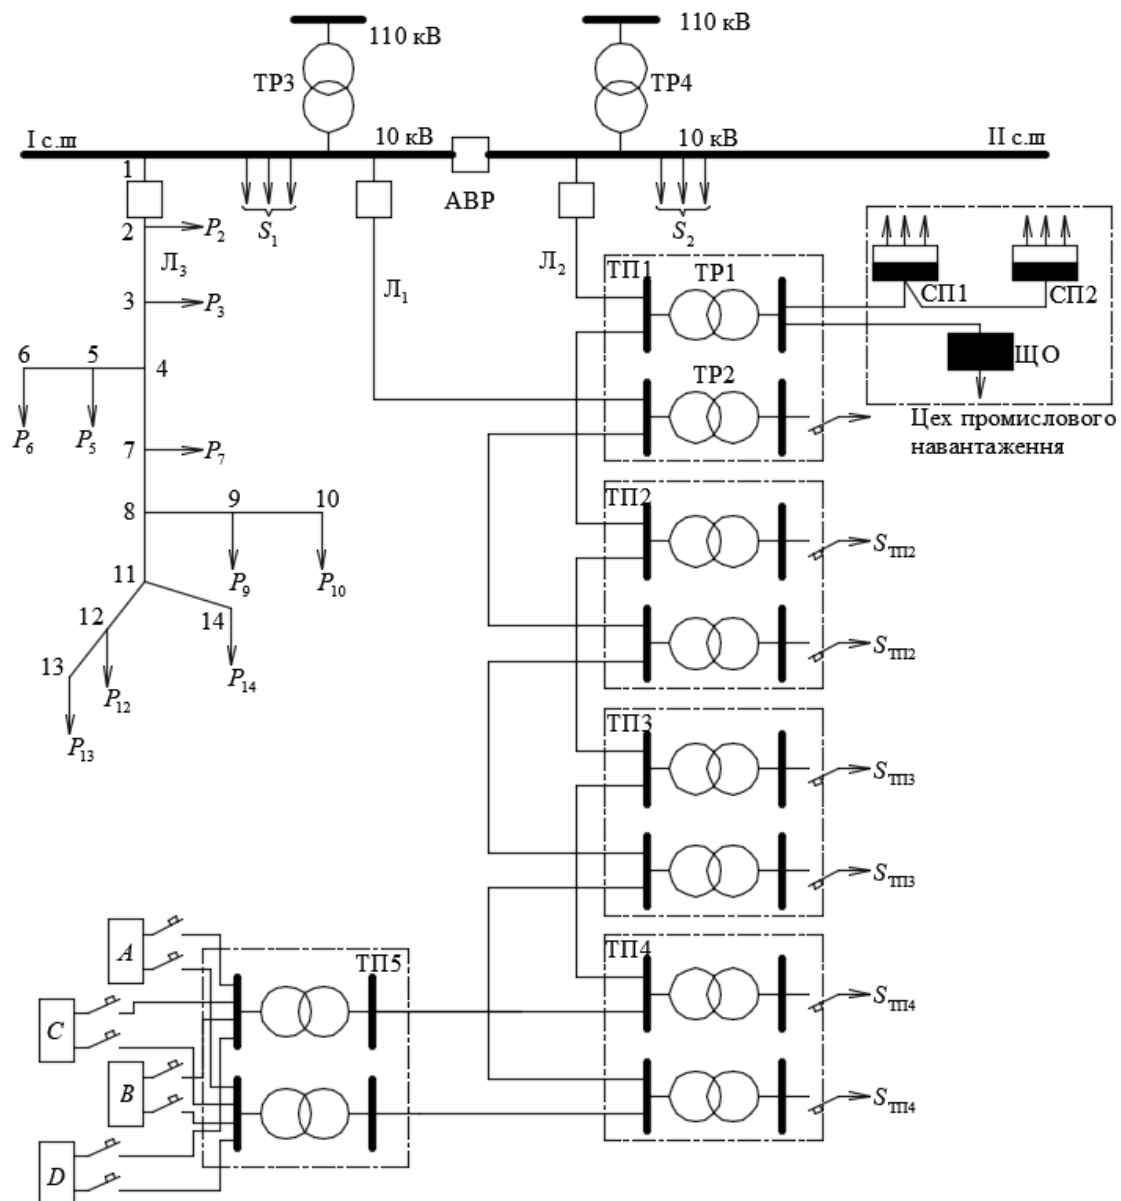 110 кВ
110 кВ
ТР3
ТР4
I с.ш
10 кВ
10 кВ
II с.ш
1
АВР
2
P2
S1
S2
Л3
Л2
ТП1
ТР1
СП1
СП2
3
P3
Л1
ЩО
6
5
4
ТР2
P6
P5
7
P7
Цех промислового
навантаження
8
9
10
ТП2
SТП2
11
P9
P10
12
14
SТП2
13
P12
P14
P13
ТП3
SТП3
SТП3
A
ТП5
ТП4
SТП4
C
B
SТП4
D